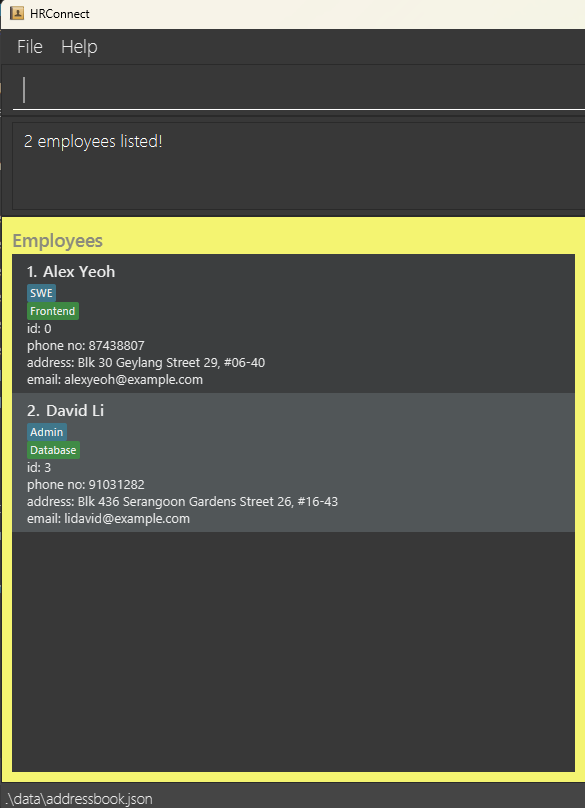 HRConnect
File Help
2 employees listed!
Employees
1. Alex Yeoh
SWE
Frontend
id: 0
phone no: 87438807
address: Blk 30 Geylang Street 29, #06-40
email: alexyeoh@example.com
2. David Li
Admin
Database
id: 3
phone no: 91031282
address: Blk 436 Serangoon Gardens Street 26, #16-43
email: lidavid@example.com
.\data\addressbook.json